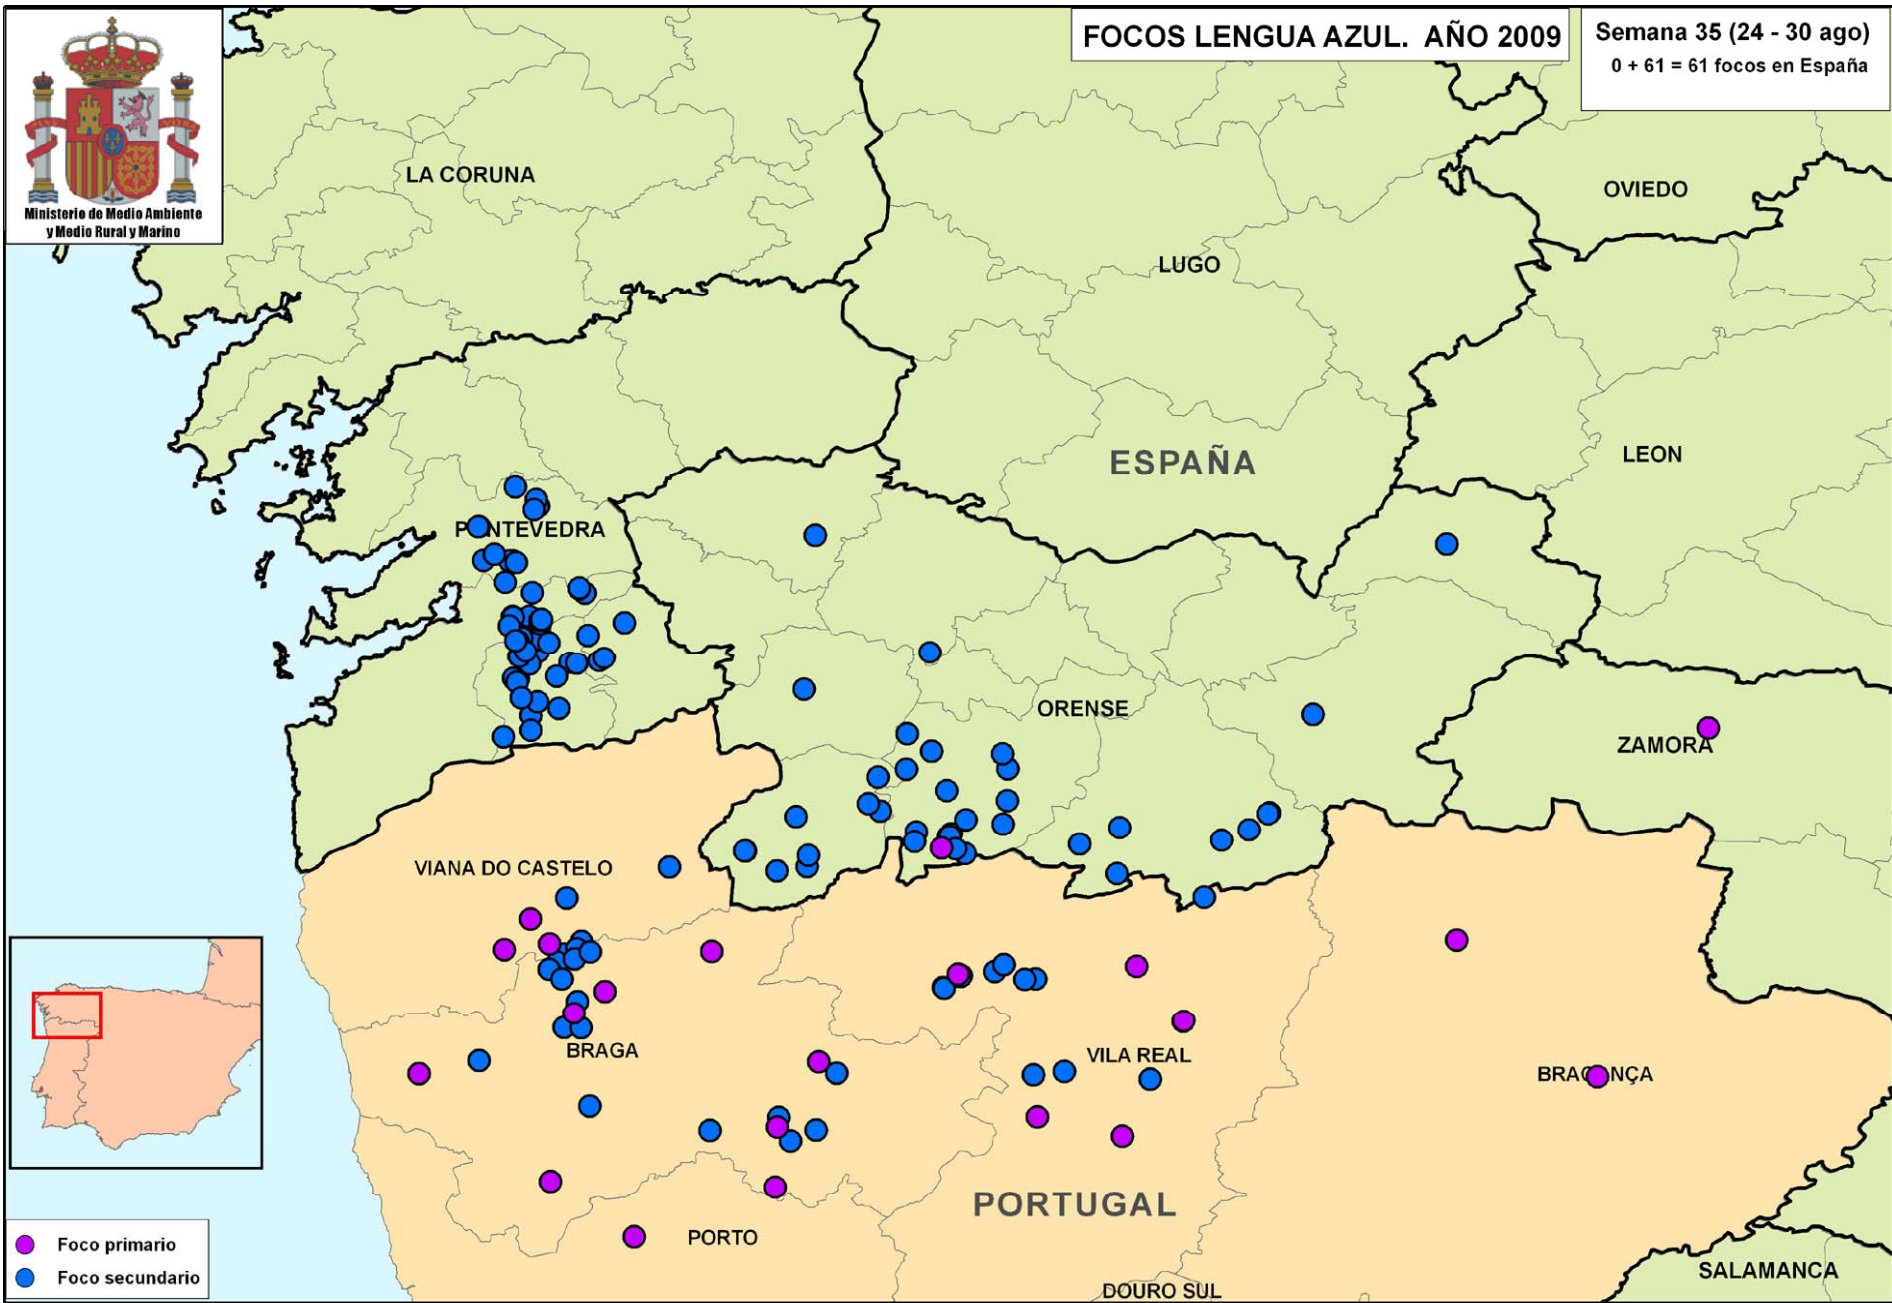 FOCOS LENGUA AZUL. AÑO 2009
Semana 35 (24 - 30 ago)
0 + 61 = 61 focos en España
Ministerio de Medio Ambiente
y Medio Rural y Marino
LA CORUNA
OVIEDO
LUGO
LEON
ESPAÑA
PONTEVEDRA
ORENSE
ZAMORA
VIANA DO CASTELO
BRAGA
VILA REAL
BRAGANÇA
PORTUGAL
PORTO
Foco primario
Foco secundario
SALAMANCA
DOURO SUL